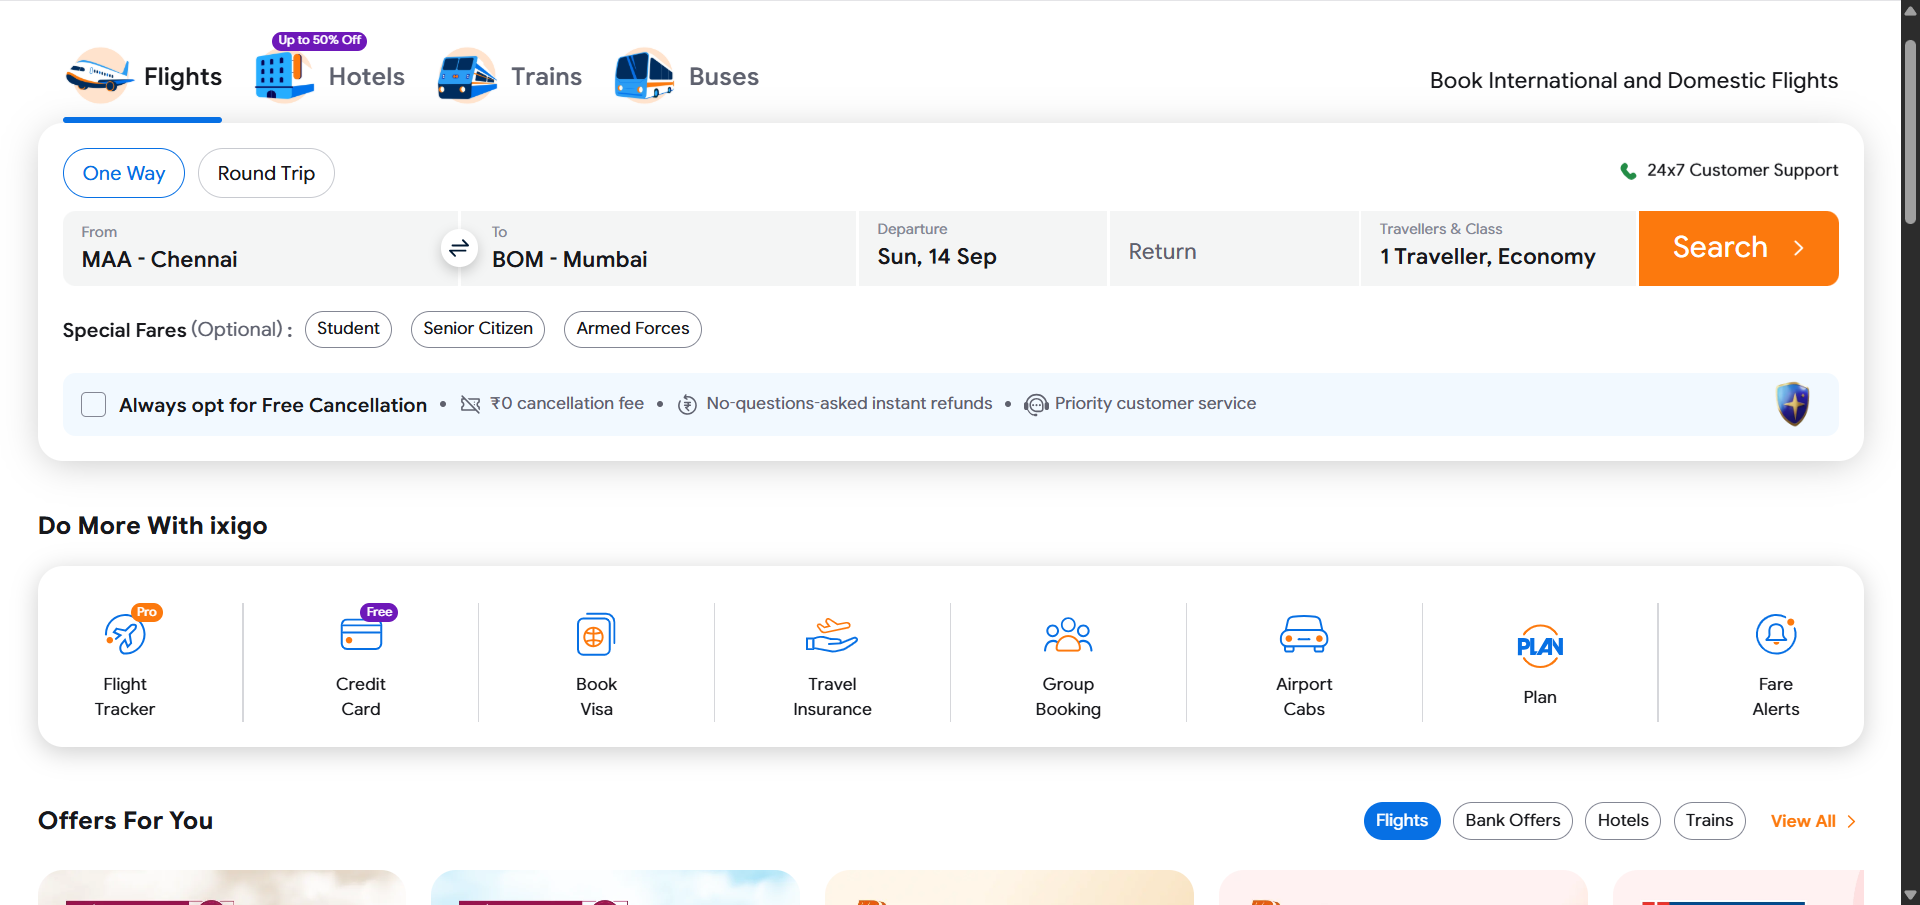 Up to 50% Off
Flights
Hotels
Trains
Buses
Book International and Domestic Flights
One Way
Round Trip
24x7 Customer Support
From
MAA - Chennai
To
BOM - Mumbai
Departure
Sun, 14 Sep
Return
Travellers & Class
1 Traveller, Economy
Search
Special Fares (Optional) :
Student
Senior Citizen
Armed Forces
Always opt for Free Cancellation • ₹0 cancellation fee • No-questions-asked instant refunds • Priority customer service
Do More With ixigo
Pro
Flight
Tracker
Free
Credit
Card
Book
Visa
Travel
Insurance
Group
Booking
Airport
Cabs
PLAN
Plan
Fare
Alerts
Offers For You
Flights
Bank Offers
Hotels
Trains
View All